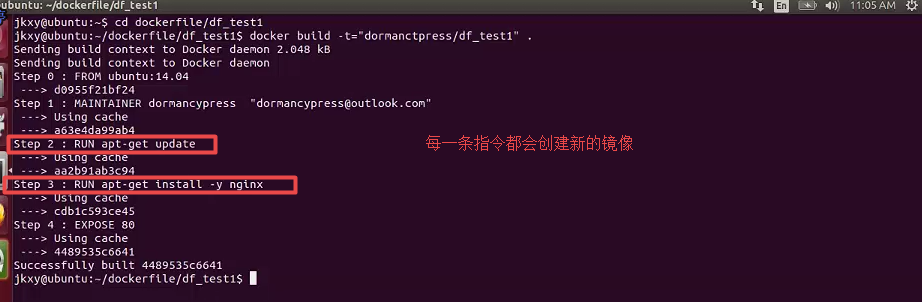 ubuntu: ~/dockerfile/df_test1
En
11:05 AM
jkxy@ubuntu:~$ cd dockerfile/df_test1
jkxy@ubuntu:~/dockerfile/df_test1$ docker build -t="dormanctpress/df_test1" .
Sending build context to Docker daemon 2.048 kB
Sending build context to Docker daemon
Step 0 : FROM ubuntu:14.04
---> d0955f21bf24
Step 1 : MAINTAINER dormancypress "dormancypress@outlook.com"
---> Using cache
---> a63e4da99ab4
Step 2 : RUN apt-get update
---> Using cache
---> aa2b91ab3c94
每一条指令都会创建新的镜像
Step 3 : RUN apt-get install -y nginx
---> Using cache
---> cdb1c593ce45
Step 4 : EXPOSE 80
---> Using cache
---> 4489535c6641
Successfully built 4489535c6641
jkxy@ubuntu:~/dockerfile/df_test1$